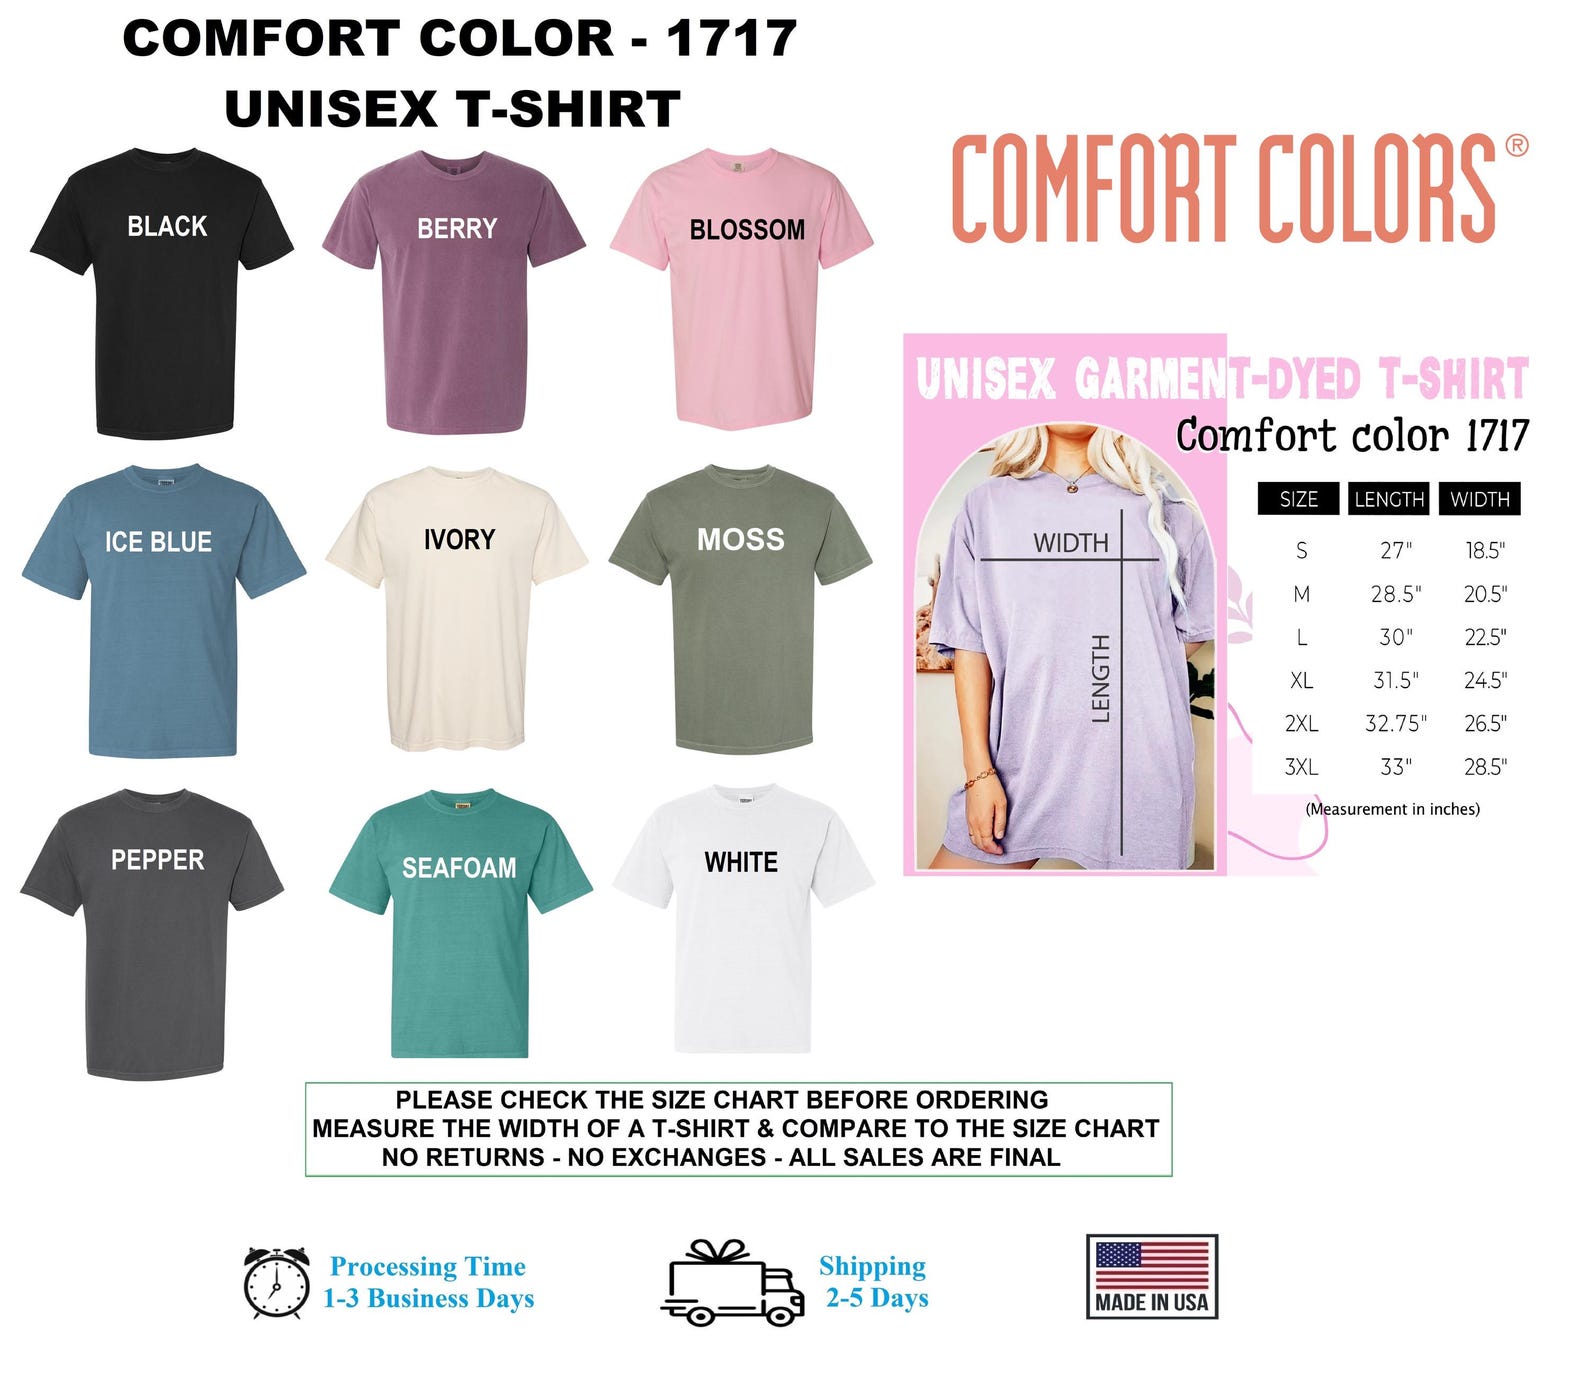 COMFORT COLOR - 1717
UNISEX T-SHIRT
BLACK
BERRY
BLOSSOM
ICE BLUE
IVORY
MOSS
PEPPER
SEAFOAM
WHITE
COMFORT COLORS®
UNISEX GARMENT-DYED T-SHIRT
Comfort color 1717
WIDTH
LENGTH
SIZE LENGTH WIDTH
S 27" 18.5"
M 28.5" 20.5"
L 30" 22.5"
XL 31.5" 24.5"
2XL 32.75" 26.5"
3XL 33" 28.5"
(Measurement in inches)
PLEASE CHECK THE SIZE CHART BEFORE ORDERING
MEASURE THE WIDTH OF A T-SHIRT & COMPARE TO THE SIZE CHART
NO RETURNS - NO EXCHANGES - ALL SALES ARE FINAL
Processing Time
1-3 Business Days
Shipping
2-5 Days
MADE IN USA